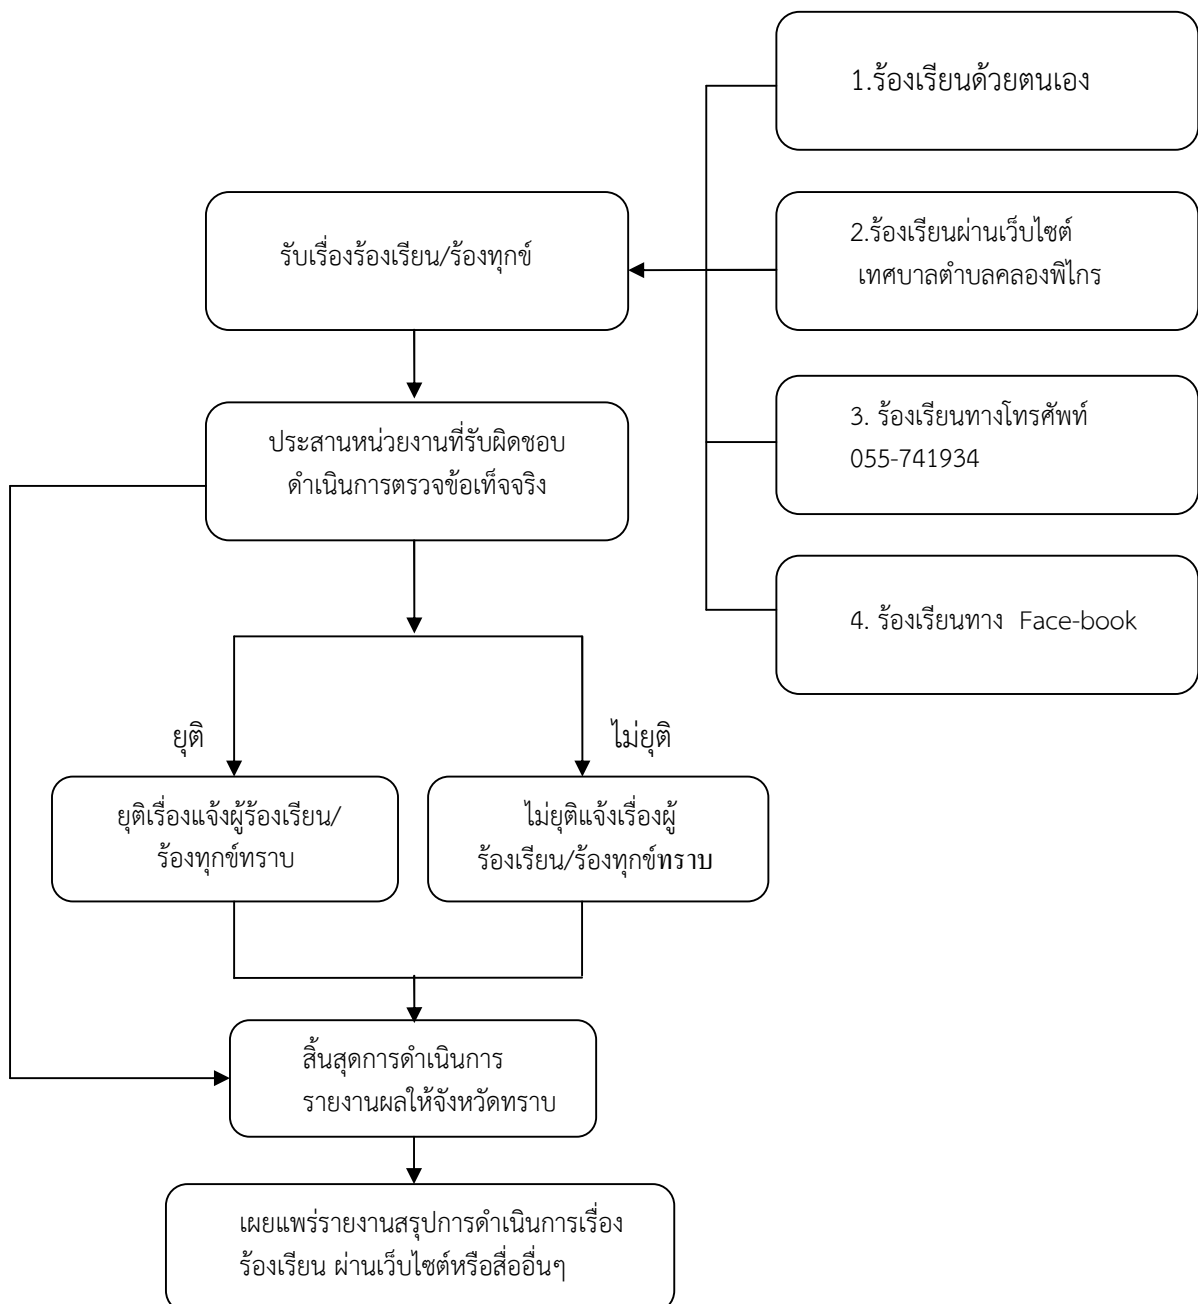 1.ร้องเรียนด้วยตนเอง
รับเรื่องร้องเรียน/ร้องทุกข์
2.ร้องเรียนผ่านเว็บไซต์
เทศบาลตำบลคลองพิไกร
3. ร้องเรียนทางโทรศัพท์
055-741934
4. ร้องเรียนทาง Face-book
ประสานหน่วยงานที่รับผิดชอบ
ดำเนินการตรวจข้อเท็จจริง
ยุติ
ไม่ยุติ
ยุติเรื่องแจ้งผู้ร้องเรียน/
ร้องทุกข์ทราบ
ไม่ยุติแจ้งเรื่องผู้
ร้องเรียน/ร้องทุกข์ทราบ
สิ้นสุดการดำเนินการ
รายงานผลให้จังหวัดทราบ
เผยแพร่รายงานสรุปการดำเนินการเรื่อง
ร้องเรียน ผ่านเว็บไซต์หรือสื่ออื่นๆ